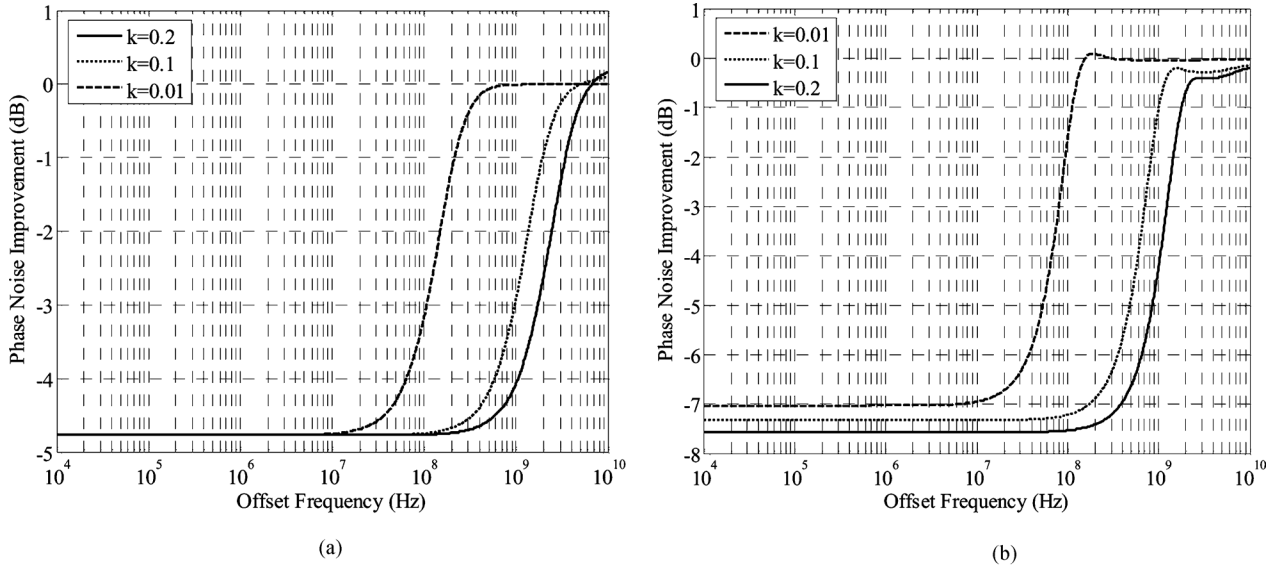 1
0
-1
-2
-3
-4
-5
Phase Noise Improvement (dB)
k=0.2
k=0.1
k=0.01
10^4 10^5 10^6 10^7 10^8 10^9 10^10
Offset Frequency (Hz)
(a)
1
0
-1
-2
-3
-4
-5
-6
-7
-8
Phase Noise Improvement (dB)
k=0.01
k=0.1
k=0.2
10^4 10^5 10^6 10^7 10^8 10^9 10^10
Offset Frequency (Hz)
(b)